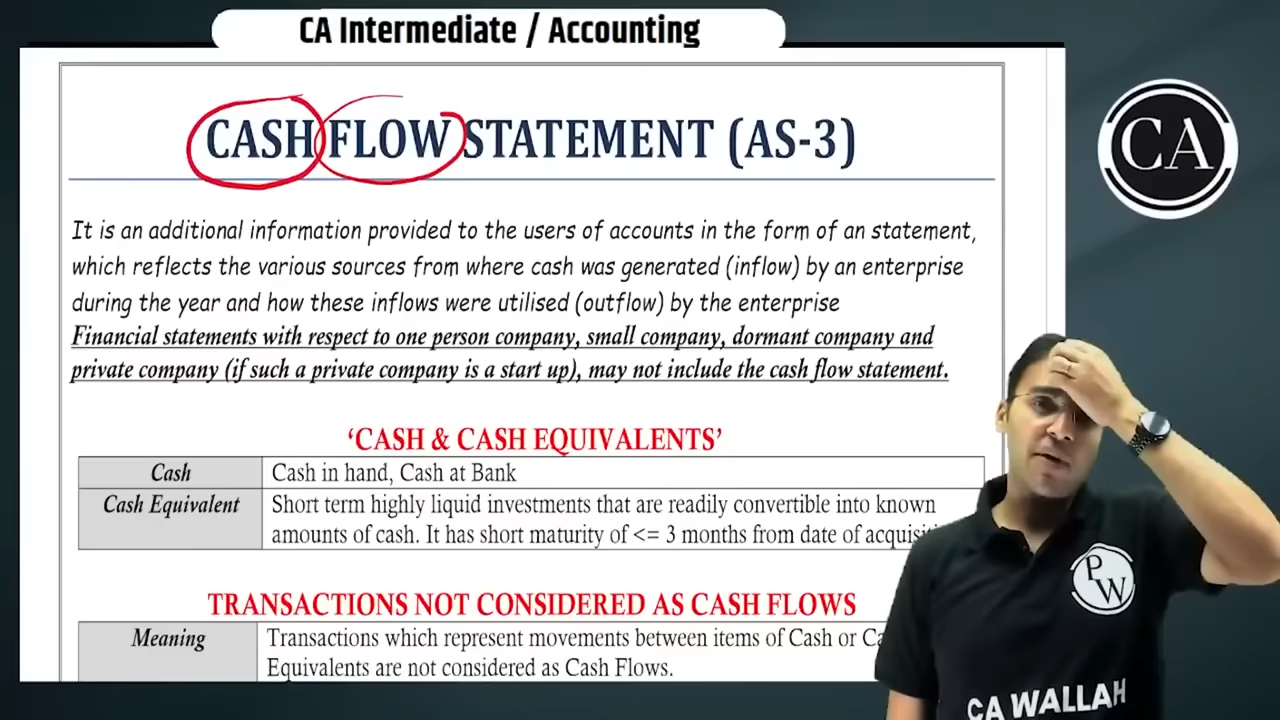 CA Intermediate / Accounting
CASH FLOW STATEMENT (AS-3)
CA
It is an additional information provided to the users of accounts in the form of an statement,
which reflects the various sources from where cash was generated (inflow) by an enterprise
during the year and how these inflows were utilised (outflow) by the enterprise
Financial statements with respect to one person company, small company, dormant company and
private company (if such a private company is a start up), may not include the cash flow statement.
‘CASH & CASH EQUIVALENTS’
Cash Cash in hand, Cash at Bank
Cash Equivalent Short term highly liquid investments that are readily convertible into known
amounts of cash. It has short maturity of <= 3 months from date of
TRANSACTIONS NOT CONSIDERED AS CASH FLOWS
Meaning Transactions which represent movements between items of Cash or
Equivalents are not considered as Cash Flows.
PW
CA WALLAH